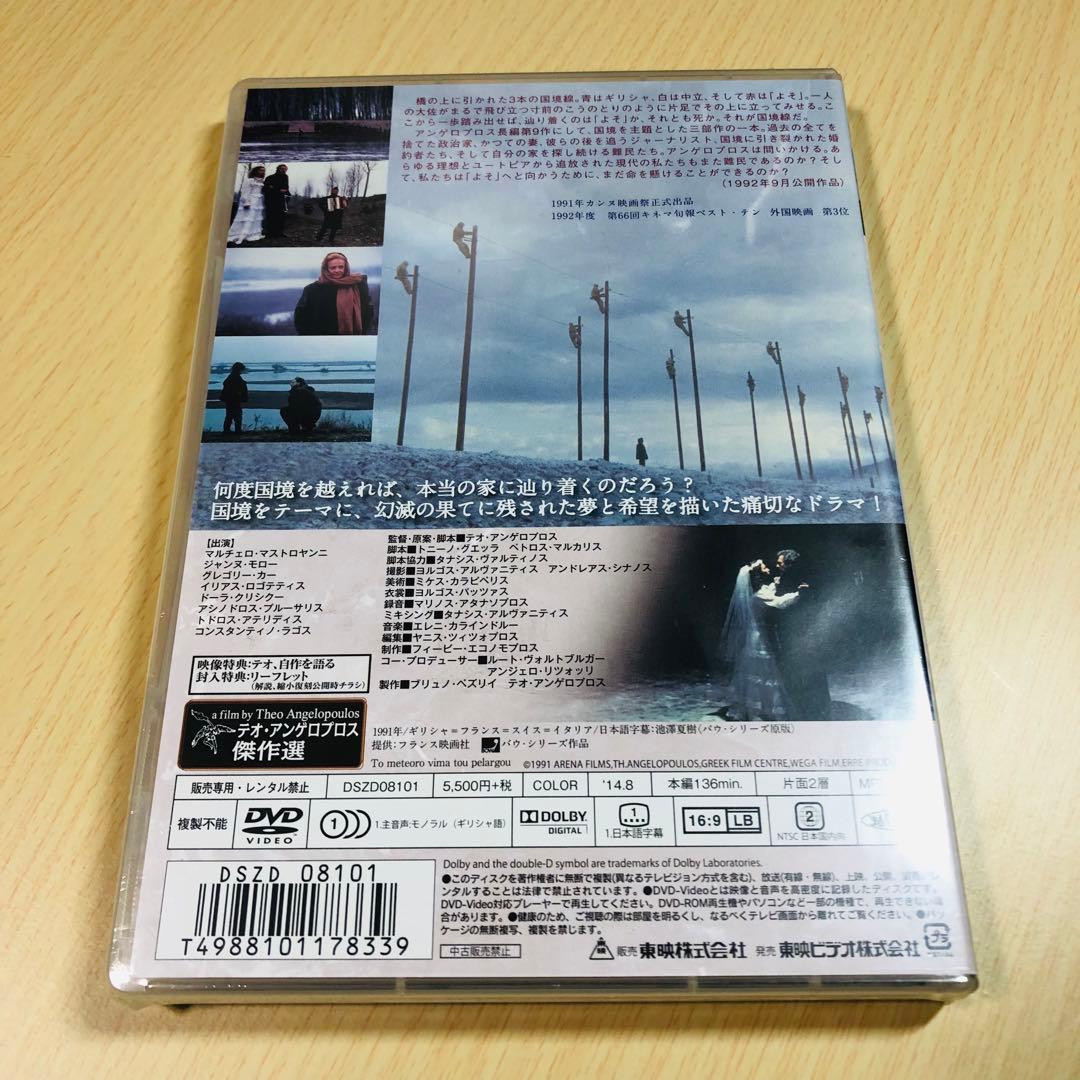 橋の上に引かれた3本の国境線。青はギリシャ、白は中立、そして赤は「よそ」。一人
の大佐がまるで飛び立つ寸前のこうのとりのように片足でその上に立ってみせる。こ
こから一歩踏み出せば、辿り着くのは「よそ」か、それとも死か。それが国境線だ。
アンゲロプロス長編第9作にして、国境を主題とした三部作の一本。過去の全てを
捨てた政治家、かつての妻、彼らの後を追うジャーナリスト、国境に引き裂かれた婚
約者たち、そして自分の家を探し続ける難民たち。アンゲロプロスは問いかける。あ
らゆる理想とユートピアから追放された現代の私たちもまた難民であるのか?そし
て、私たちは「よそ」へと向かうために、まだ命を懸けることができるのか?
(1992年9月公開作品)
1991年カンヌ映画祭正式出品
1992年度 第66回キネマ旬報ベスト・テン 外国映画 第3位
何度国境を越えれば、本当の家に辿り着くのだろう?
国境をテーマに、幻滅の果てに残された夢と希望を描いた痛切なドラマ!
【出演】
マルチェロ・マストロヤンニ
ジャンヌ・モロー
グレゴリー・カー
イリアス・ロゴテティス
ドーラ・クリシクー
アシノドロス・ブルーサリス
トドロス・アテリディス
コンスタンティノ・ラゴス
監督・原案・脚本■テオ・アンゲロプロス
脚本■トニーノ・グエッラ ペトロス・マルカリス
脚本協力■タナシス・ヴァルティノス
撮影■ヨルゴス・アルヴァニティス アンドレアス・シナノス
美術■ミケス・カラピペリス
衣裳■ヨルゴス・パッツァス
録音■マリノス・アタナソプロス
ミキシング■タナシス・アルヴァニティス
音楽■エレニ・カラインドルー
編集■ヤニス・ツィツォプロス
制作■フィービー・エコノモプロス
コー・プロデューサー■ルート・ヴォルトブルガー
アンジェロ・リツォッリ
製作■ブリュノ・ペズリイ テオ・アンゲロプロス
映像特典:テオ、自作を語る
封入特典:リーフレット
(解説、縮小復刻公開時チラシ)
a film by Theo Angelopoulos
テオ・アンゲロプロス
傑作選
1991年/ギリシャ=フランス=スイス=イタリア/日本語字幕:池澤夏樹(バウ・シリーズ原版)
提供:フランス映画社 バウ・シリーズ作品
To meteoro vima tou pelargou ©1991 ARENA FILMS,TH.ANGELOPOULOS,GREEK FILM CENTRE,WEGA FILM,ERRE
販売専用・レンタル禁止 DSZD08101 5,500円+税 COLOR '14.8 本編136min. 片面2層
複製不能 DVD VIDEO 1 1.主音声:モノラル(ギリシャ語) DOLBY DIGITAL 1 1.日本語字幕 16:9 LB 2 NTSC 日本国内向
Dolby and the double-D symbol are trademarks of Dolby Laboratories.
●このディスクを著作権者に無断で複製(異なるテレビジョン方式を含む)、放送(有線・無線)、上映、公開、
ンタルすることは法律で禁止されています。●DVD-Videoとは映像と音声を高密度に記録したディスクです。
DVD-Video対応プレーヤーで再生してください。DVD-ROM再生機やパソコンなど一部の機種で、再生できない場
合があります。●健康のため、ご視聴の際は部屋を明るくし、なるべくテレビ画面から離れてご覧ください。●パッ
ケージの無断複写、複製を禁じます。
DSZD 08101
T4988101178339
中古販売禁止
販売 東映株式会社 発売 東映ビデオ株式会社
プラ